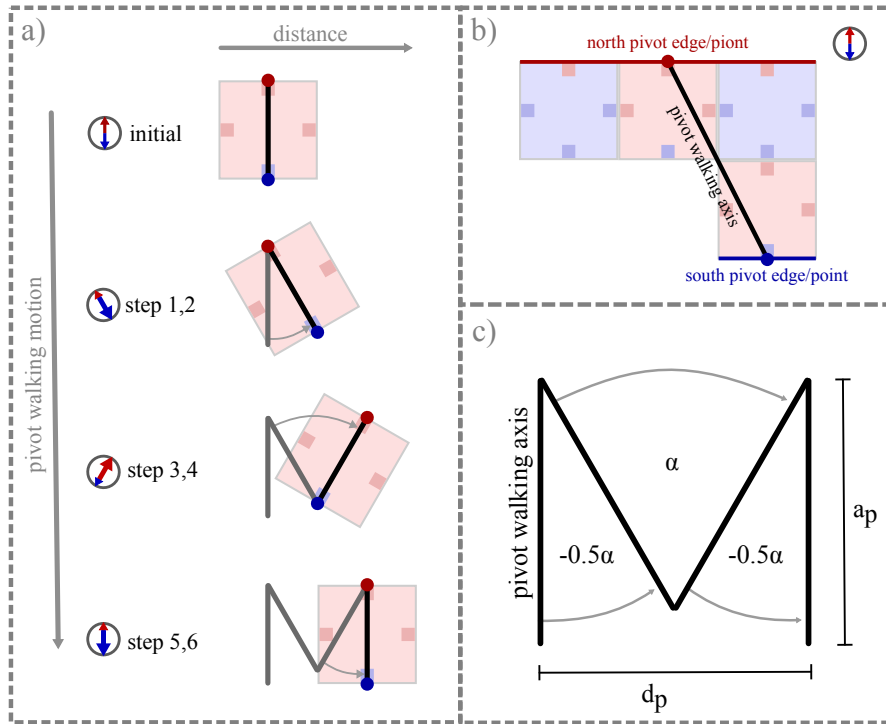 a)
distance
initial
step 1,2
step 3,4
step 5,6
pivot walking motion
b)
north pivot edge/piont
pivot walking axis
south pivot edge/point
c)
pivot walking axis
α
-0.5α
-0.5α
aₚ
dₚ